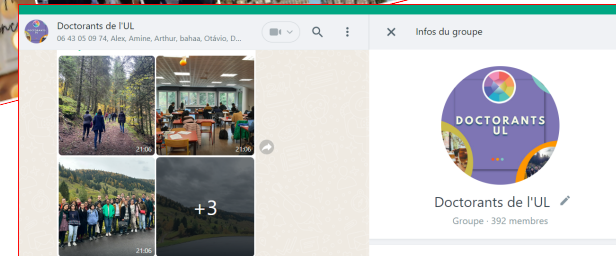 Doctorants de l'UL
06 43 05 09 74, Alex, Amine, Arthur, bahaa, Otávio, D...
Infos du groupe
21:06
21:06
21:06
+3
DOCTORANTS
UL
Doctorants de l'UL
Groupe · 392 membres